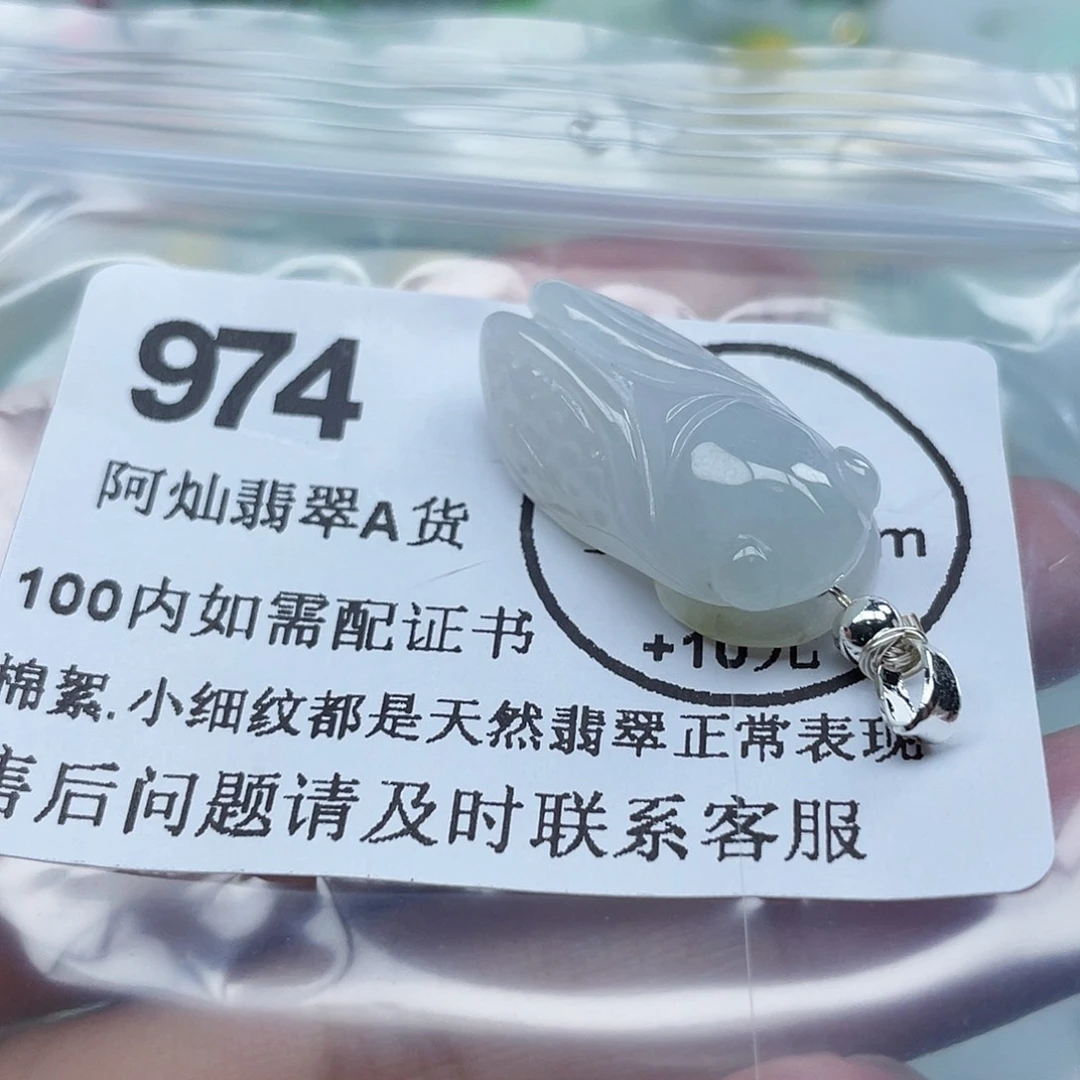 974
阿灿翡翠A货
m
100内如需配证书
+10元
棉絮.小细纹都是天然翡翠正常表现
售后问题请及时联系客服